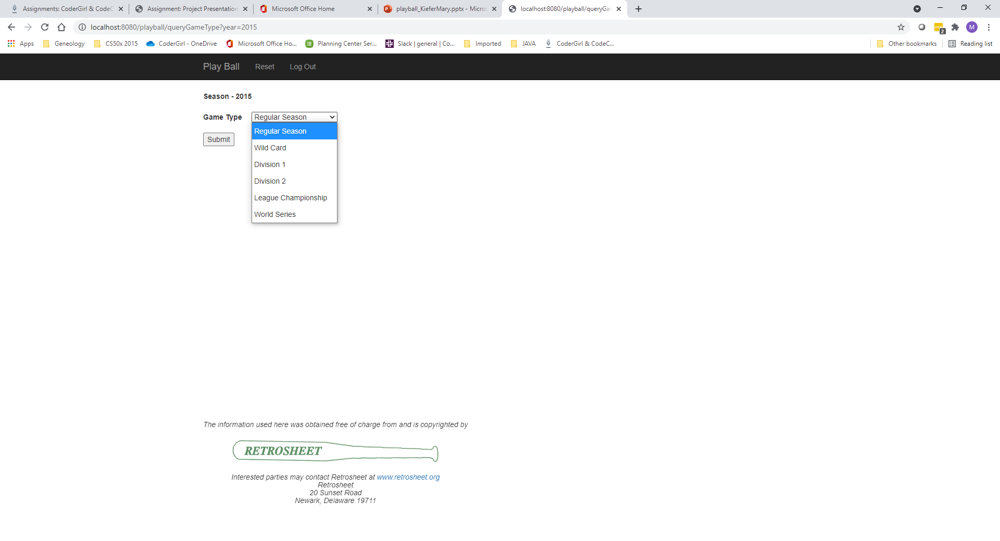 Assignments: CoderGirl & CodeC
Assignment: Project Presentation
Microsoft Office Home
playball_KieferMary.pptx - Micros
localhost:8080/playball/queryGa
localhost:8080/playball/queryGameType?year=2015
M
2
Apps
Geneology
CS50x 2015
CoderGirl - OneDrive
Microsoft Office Ho...
Planning Center Ser...
Slack | general | Co...
Imported
JAVA
CoderGirl & CodeC...
Other bookmarks
Reading list
Play Ball
Reset
Log Out
Season - 2015
Game Type
Regular Season
Regular Season
Submit
Wild Card
Division 1
Division 2
League Championship
World Series
The information used here was obtained free of charge from and is copyrighted by
RETROSHEET
Interested parties may contact Retrosheet at www.retrosheet.org
Retrosheet
20 Sunset Road
Newark, Delaware 19711